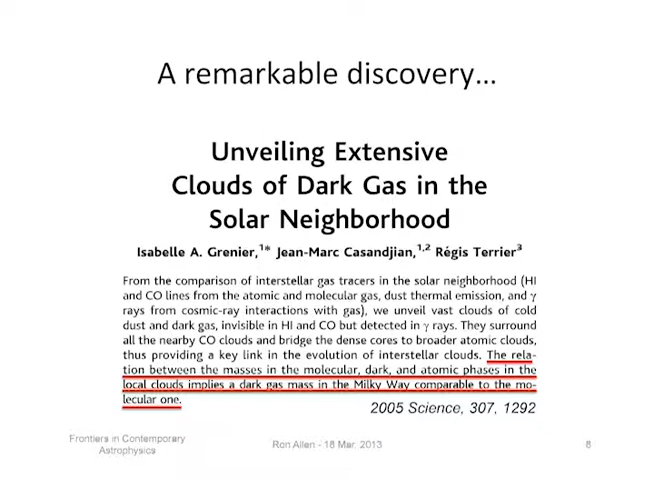 A remarkable discovery...
Unveiling Extensive
Clouds of Dark Gas in the
Solar Neighborhood
Isabelle A. Grenier,¹* Jean-Marc Casandjian,¹,² Régis Terrier³
From the comparison of interstellar gas tracers in the solar neighborhood (HI
and CO lines from the atomic and molecular gas, dust thermal emission, and γ
rays from cosmic-ray interactions with gas), we unveil vast clouds of cold
dust and dark gas, invisible in HI and CO but detected in γ rays. They surround
all the nearby CO clouds and bridge the dense cores to broader atomic clouds,
thus providing a key link in the evolution of interstellar clouds. The rela-
tion between the masses in the molecular, dark, and atomic phases in the
local clouds implies a dark gas mass in the Milky Way comparable to the mo-
lecular one.
2005 Science, 307, 1292
Frontiers in Contemporary
Astrophysics
Ron Allen - 18 Mar. 2013
8